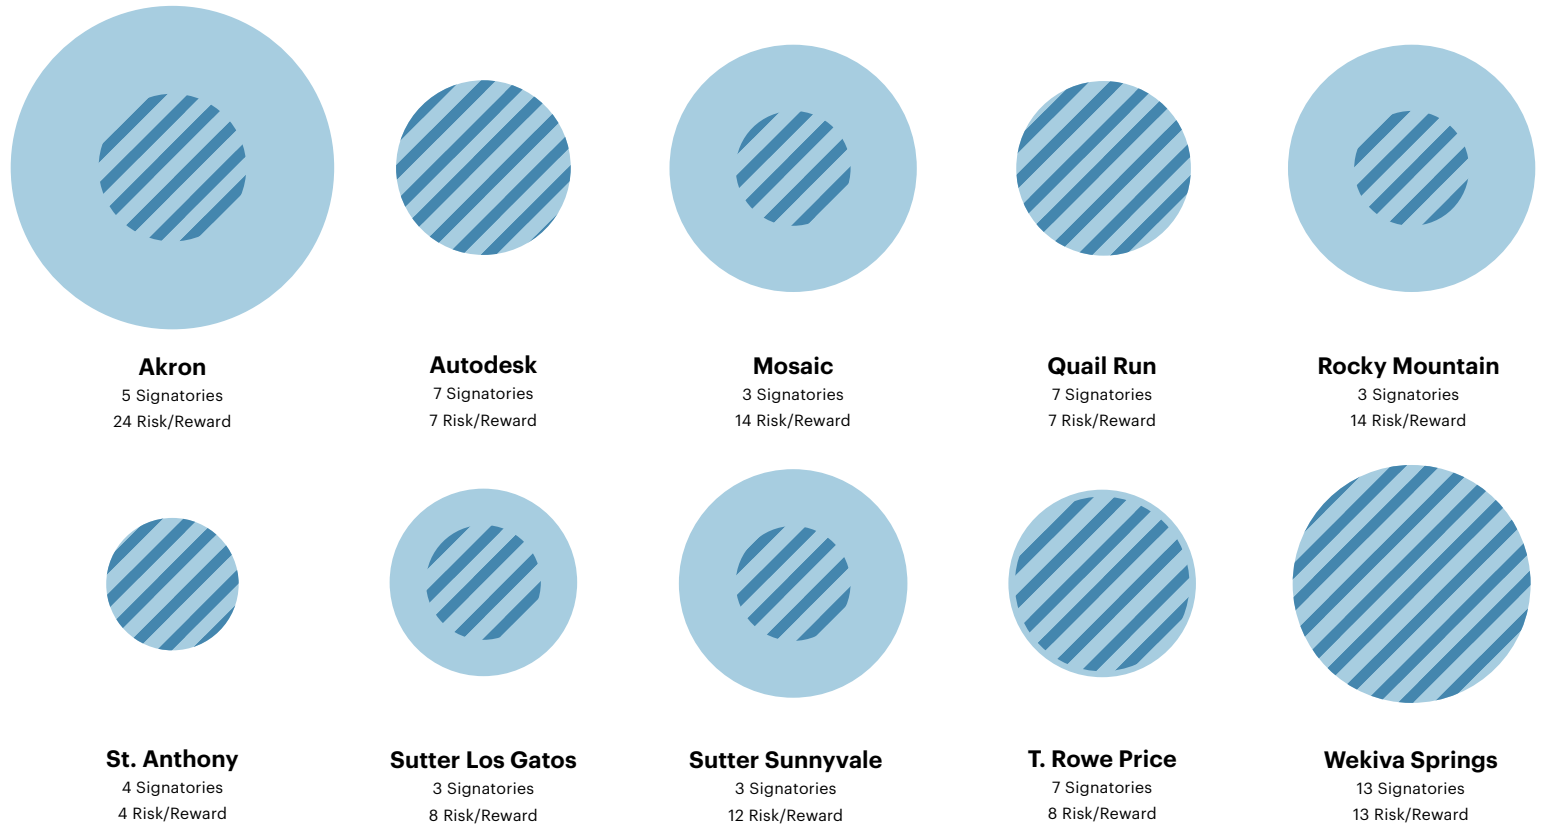 Akron
5 Signatories
24 Risk/Reward
Autodesk
7 Signatories
7 Risk/Reward
Mosaic
3 Signatories
14 Risk/Reward
Quail Run
7 Signatories
7 Risk/Reward
Rocky Mountain
3 Signatories
14 Risk/Reward
St. Anthony
4 Signatories
4 Risk/Reward
Sutter Los Gatos
3 Signatories
8 Risk/Reward
Sutter Sunnyvale
3 Signatories
12 Risk/Reward
T. Rowe Price
7 Signatories
8 Risk/Reward
Wekiva Springs
13 Signatories
13 Risk/Reward